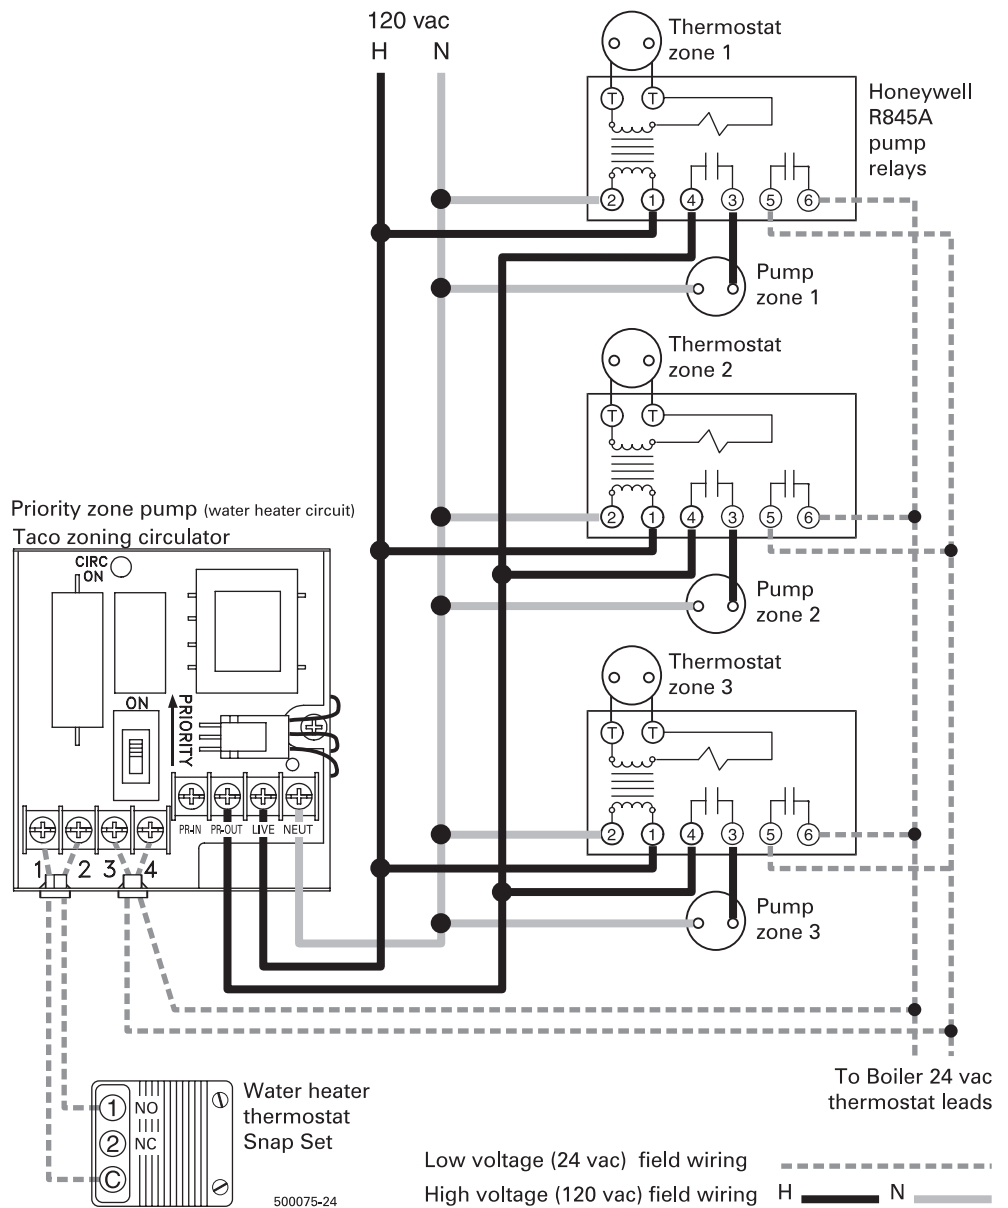 120 vac
H N
Thermostat
zone 1
T T
Honeywell
R845A
pump
relays
2 1 4 3 5 6
Pump
zone 1
Thermostat
zone 2
T T
2 1 4 3 5 6
Pump
zone 2
Priority zone pump (water heater circuit)
Taco zoning circulator
CIRC
ON
ON
PRIORITY
PR-IN PR-OUT LIVE NEUT
1 2 3 4
Thermostat
zone 3
T T
2 1 4 3 5 6
Pump
zone 3
To Boiler 24 vac
thermostat leads
1 NO
2 NC
C
Water heater
thermostat
Snap Set
500075-24
Low voltage (24 vac) field wiring
High voltage (120 vac) field wiring H N